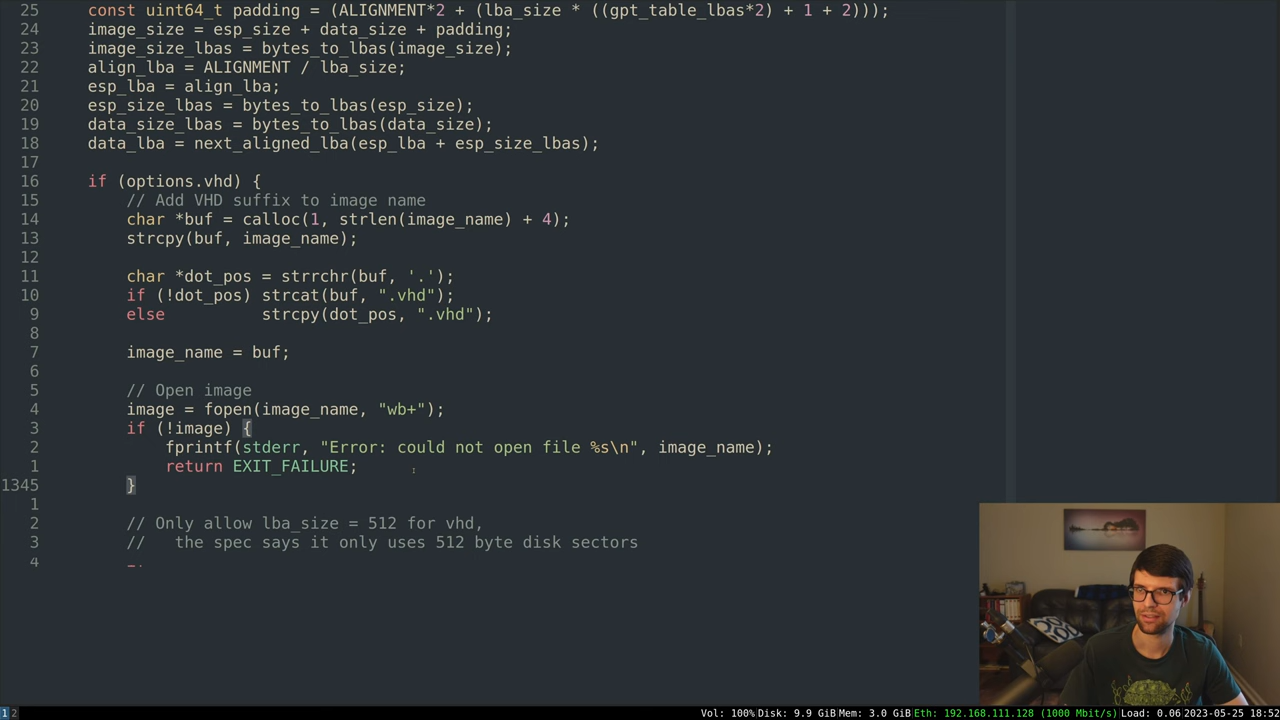 25 const uint64_t padding = (ALIGNMENT*2 + (lba_size * ((gpt_table_lbas*2) + 1 + 2)));
24 image_size = esp_size + data_size + padding;
23 image_size_lbas = bytes_to_lbas(image_size);
22 align_lba = ALIGNMENT / lba_size;
21 esp_lba = align_lba;
20 esp_size_lbas = bytes_to_lbas(esp_size);
19 data_size_lbas = bytes_to_lbas(data_size);
18 data_lba = next_aligned_lba(esp_lba + esp_size_lbas);
17
16 if (options.vhd) {
15 // Add VHD suffix to image name
14 char *buf = calloc(1, strlen(image_name) + 4);
13 strcpy(buf, image_name);
12
11 char *dot_pos = strrchr(buf, '.');
10 if (!dot_pos) strcat(buf, ".vhd");
9 else strcpy(dot_pos, ".vhd");
8
7 image_name = buf;
6
5 // Open image
4 image = fopen(image_name, "wb+");
3 if (!image) {
2 fprintf(stderr, "Error: could not open file %s\n", image_name);
1 return EXIT_FAILURE;
1345 }
1
2 // Only allow lba_size = 512 for vhd,
3 // the spec says it only uses 512 byte disk sectors
4
1 2 Vol: 100% Disk: 9.9 GiB Mem: 3.0 GiB Eth: 192.168.111.128 (1000 Mbit/s) Load: 0.06 2023-05-25 18:52